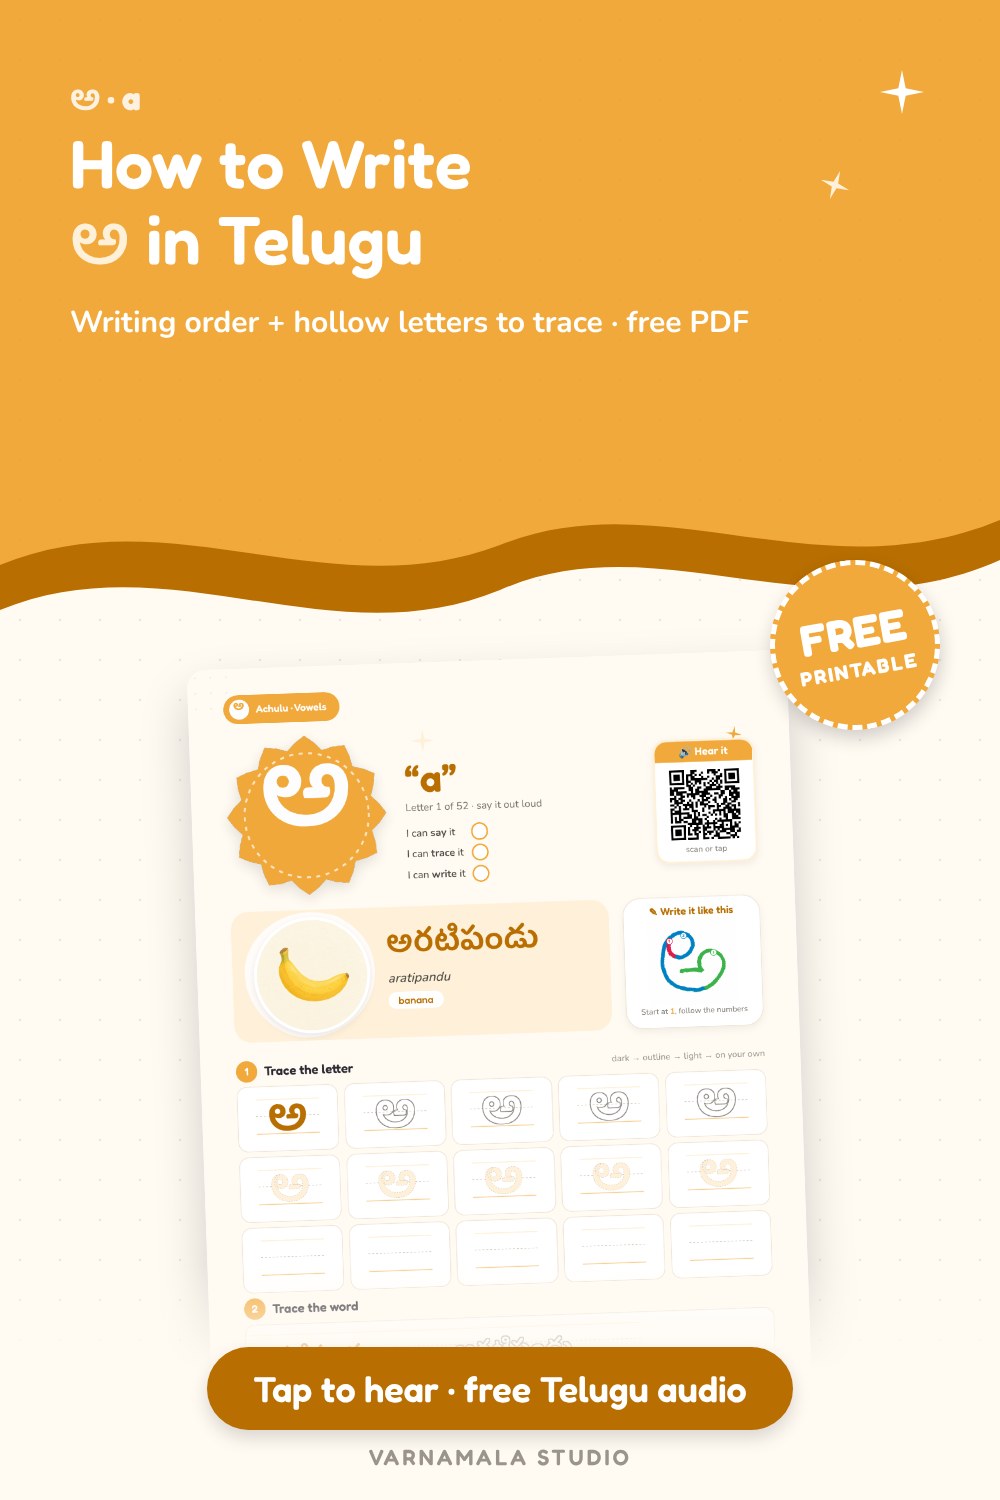 అ · a
How to Write
అ in Telugu
Writing order + hollow letters to trace · free PDF
FREE
PRINTABLE
అ Achulu · Vowels
అ
“a”
Letter 1 of 52 · say it out loud
I can say it
I can trace it
I can write it
Hear it
scan or tap
అరటిపండు
aratipandu
banana
✎ Write it like this
Start at 1, follow the numbers
1 Trace the letter
dark → outline → light → on your own
అ అ అ అ అ
అ అ అ అ అ
2 Trace the word
Tap to hear · free Telugu audio
VARNAMALA STUDIO